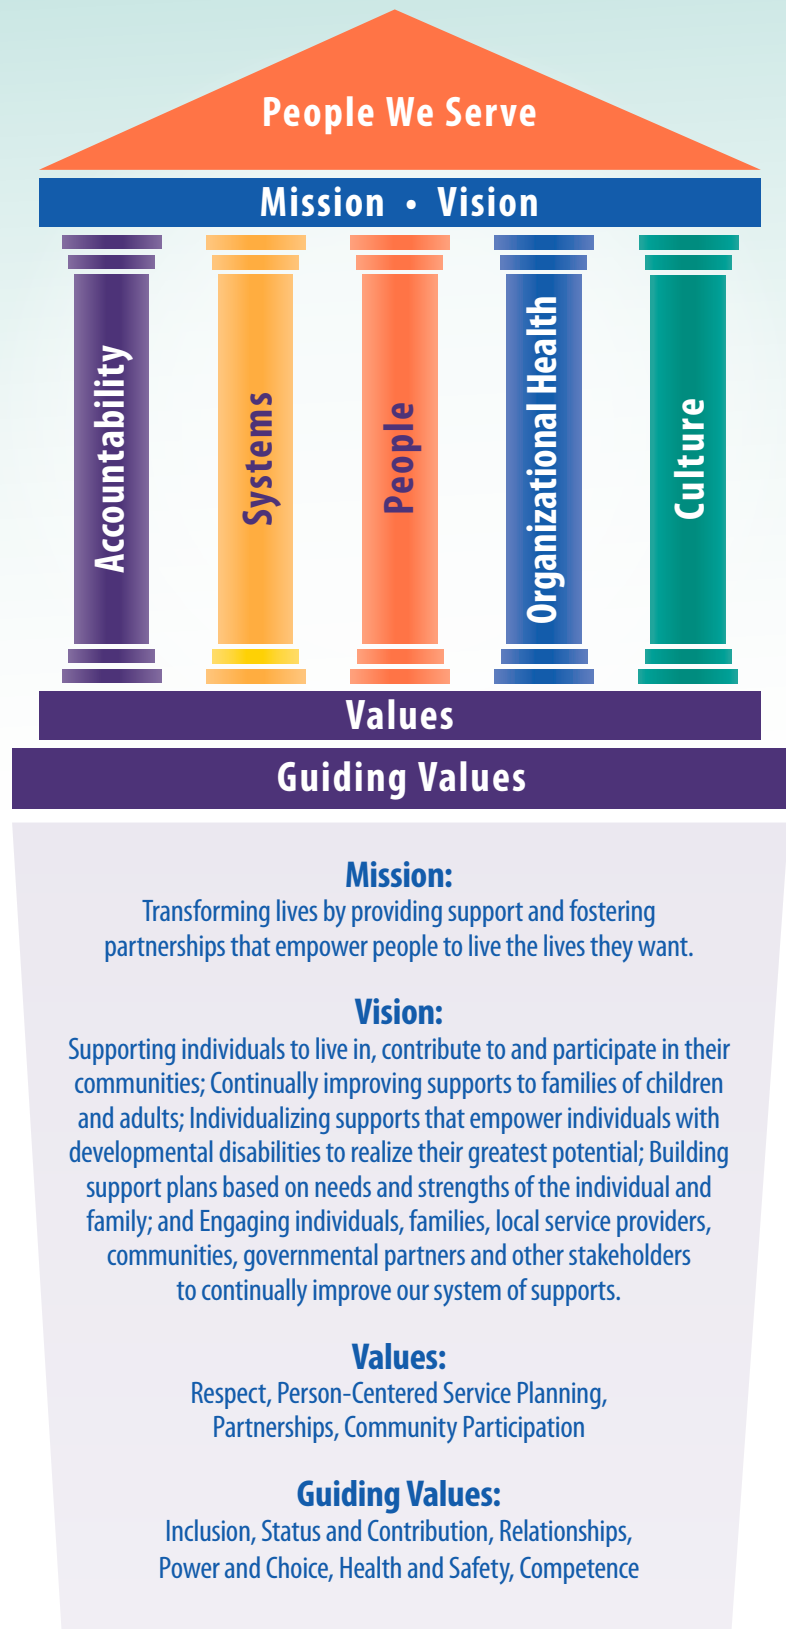 People We Serve
Mission • Vision
Accountability
Systems
People
Organizational Health
Culture
Values
Guiding Values
Mission:
Transforming lives by providing support and fostering
partnerships that empower people to live the lives they want.
Vision:
Supporting individuals to live in, contribute to and participate in their
communities; Continually improving supports to families of children
and adults; Individualizing supports that empower individuals with
developmental disabilities to realize their greatest potential; Building
support plans based on needs and strengths of the individual and
family; and Engaging individuals, families, local service providers,
communities, governmental partners and other stakeholders
to continually improve our system of supports.
Values:
Respect, Person-Centered Service Planning,
Partnerships, Community Participation
Guiding Values:
Inclusion, Status and Contribution, Relationships,
Power and Choice, Health and Safety, Competence